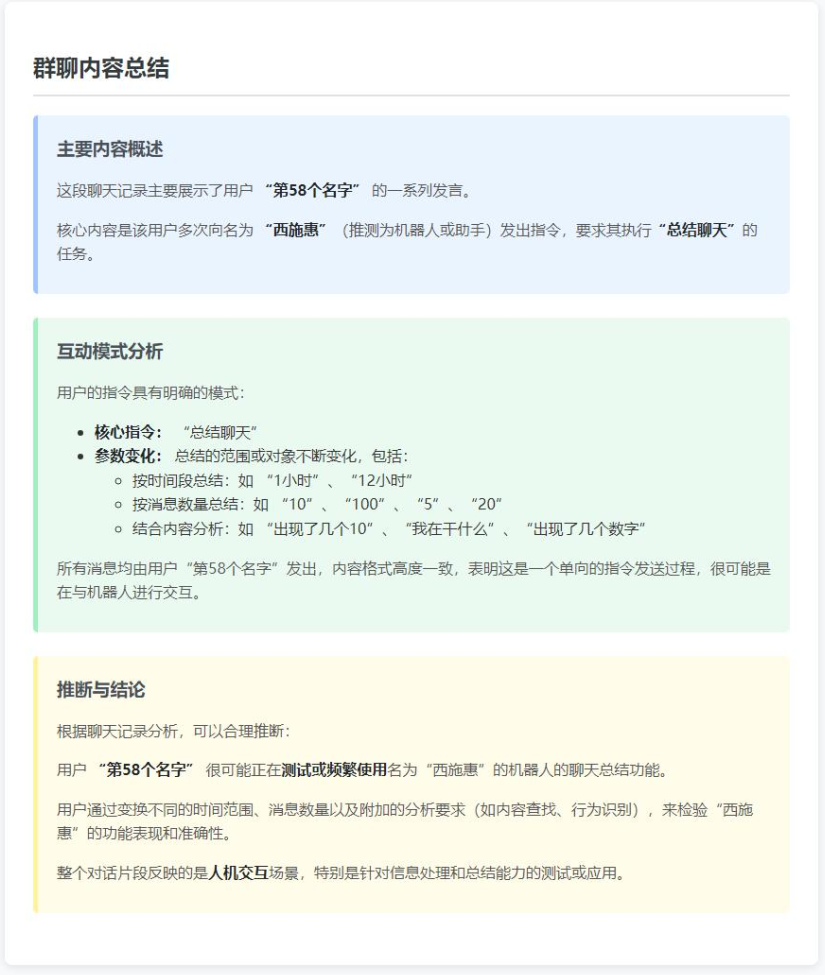 群聊内容总结
主要内容概述
这段聊天记录主要展示了用户 “第58个名字” 的一系列发言。
核心内容是该用户多次向名为 “西施惠” （推测为机器人或助手）发出指令，要求其执行 “总结聊天” 的
任务。
互动模式分析
用户的指令具有明确的模式：
• 核心指令： “总结聊天”
• 参数变化： 总结的范围或对象不断变化，包括：
○ 按时间段总结：如 “1小时” 、 “12小时”
○ 按消息数量总结：如 “10” 、 “100” 、 “5” 、 “20”
○ 结合内容分析：如 “出现了几个10” 、 “我在干什么” 、 “出现了几个数字”
所有消息均由用户 “第58个名字” 发出，内容格式高度一致，表明这是一个单向的指令发送过程，很可能是
在与机器人进行交互。
推断与结论
根据聊天记录分析，可以合理推断：
用户 “第58个名字” 很可能正在测试或频繁使用名为 “西施惠” 的机器人的聊天总结功能。
用户通过变换不同的时间范围、消息数量以及附加的分析要求（如内容查找、行为识别），来检验 “西施
惠” 的功能表现和准确性。
整个对话片段反映的是人机交互场景，特别是针对信息处理和总结能力的测试或应用。